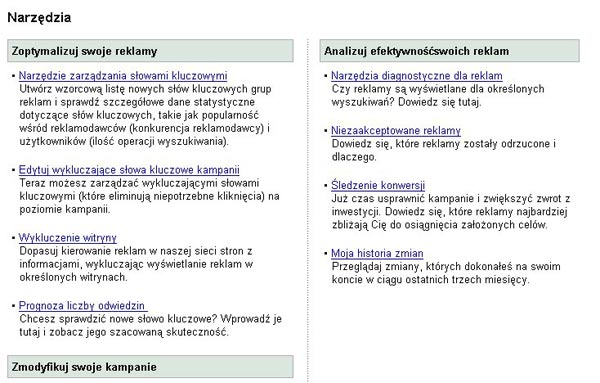 Narzędzia
Zoptymalizuj swoje reklamy
▪ Narzędzie zarządzania słowami kluczowymi
Utwórz wzorcową listę nowych słów kluczowych grup
reklam i sprawdź szczegółowe dane statystyczne
dotyczące słów kluczowych, takie jak popularność
wśród reklamodawców (konkurencja reklamodawcy) i
użytkowników (ilość operacji wyszukiwania).
▪ Edytuj wykluczające słowa kluczowe kampanii
Teraz możesz zarządzać wykluczającymi słowami
kluczowymi (które eliminują niepotrzebne kliknięcia) na
poziomie kampanii.
▪ Wykluczenie witryny
Dopasuj kierowanie reklam w naszej sieci stron z
informacjami, wykluczając wyświetlanie reklam w
określonych witrynach.
▪ Prognoza liczby odwiedzin
Chcesz sprawdzić nowe słowo kluczowe? Wprowadź je
tutaj i zobacz jego szacowaną skuteczność.
Zmodyfikuj swoje kampanie
Analizuj efektywnośćswoich reklam
▪ Narzędzia diagnostyczne dla reklam
Czy reklamy są wyświetlane dla określonych
wyszukiwań? Dowiedz się tutaj.
▪ Niezaakceptowane reklamy
Dowiedz się, które reklamy zostały odrzucone i
dlaczego.
▪ Śledzenie konwersji
Już czas usprawnić kampanie i zwiększyć zwrot z
inwestycji. Dowiedz się, które reklamy najbardziej
zbliżają Cię do osiągnięcia założonych celów.
▪ Moja historia zmian
Przeglądaj zmiany, których dokonałeś na swoim
koncie w ciągu ostatnich trzech miesięcy.